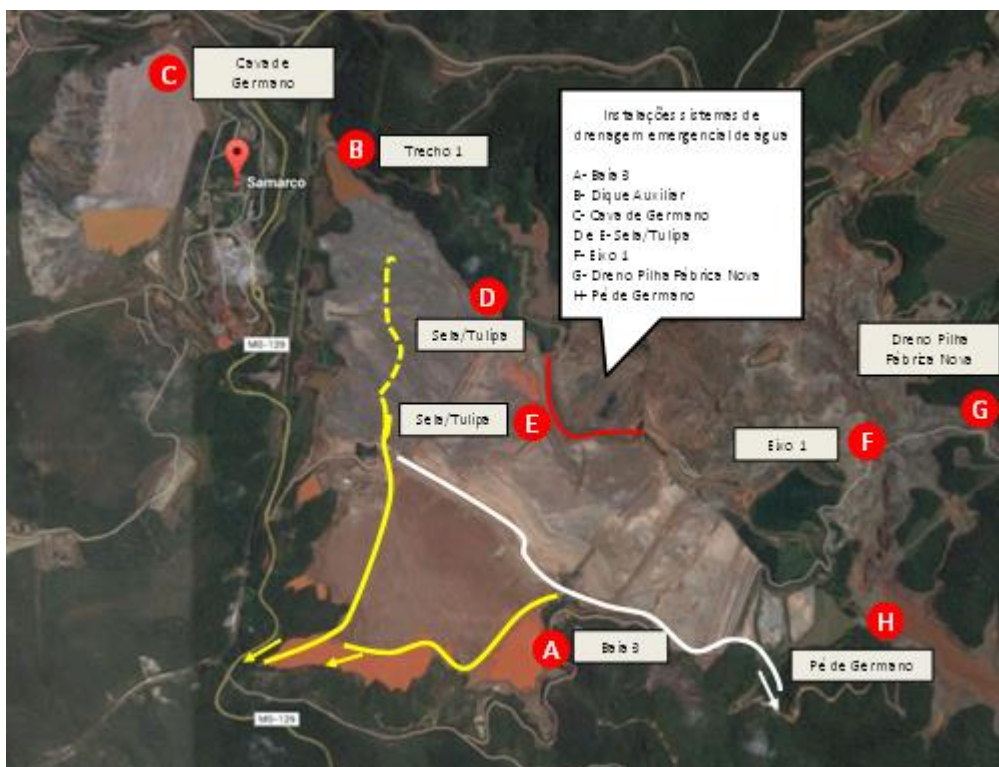 C
Cava de
Germano
B
Trecho 1
Samarco
Instalações sistemas de
drenagem emergencial de água
A- Baía 3
B- Dique Auxiliar
C- Cava de Germano
D e E- Sela/Tulipa
F- Eixo 1
G- Dreno Pilha Fábrica Nova
H- Pé de Germano
D
Sela/Tulipa
MG-129
Dreno Pilha
Fábrica Nova
Sela/Tulipa
E
G
Eixo 1
F
H
A
Baía 3
Pé de Germano
MG-129